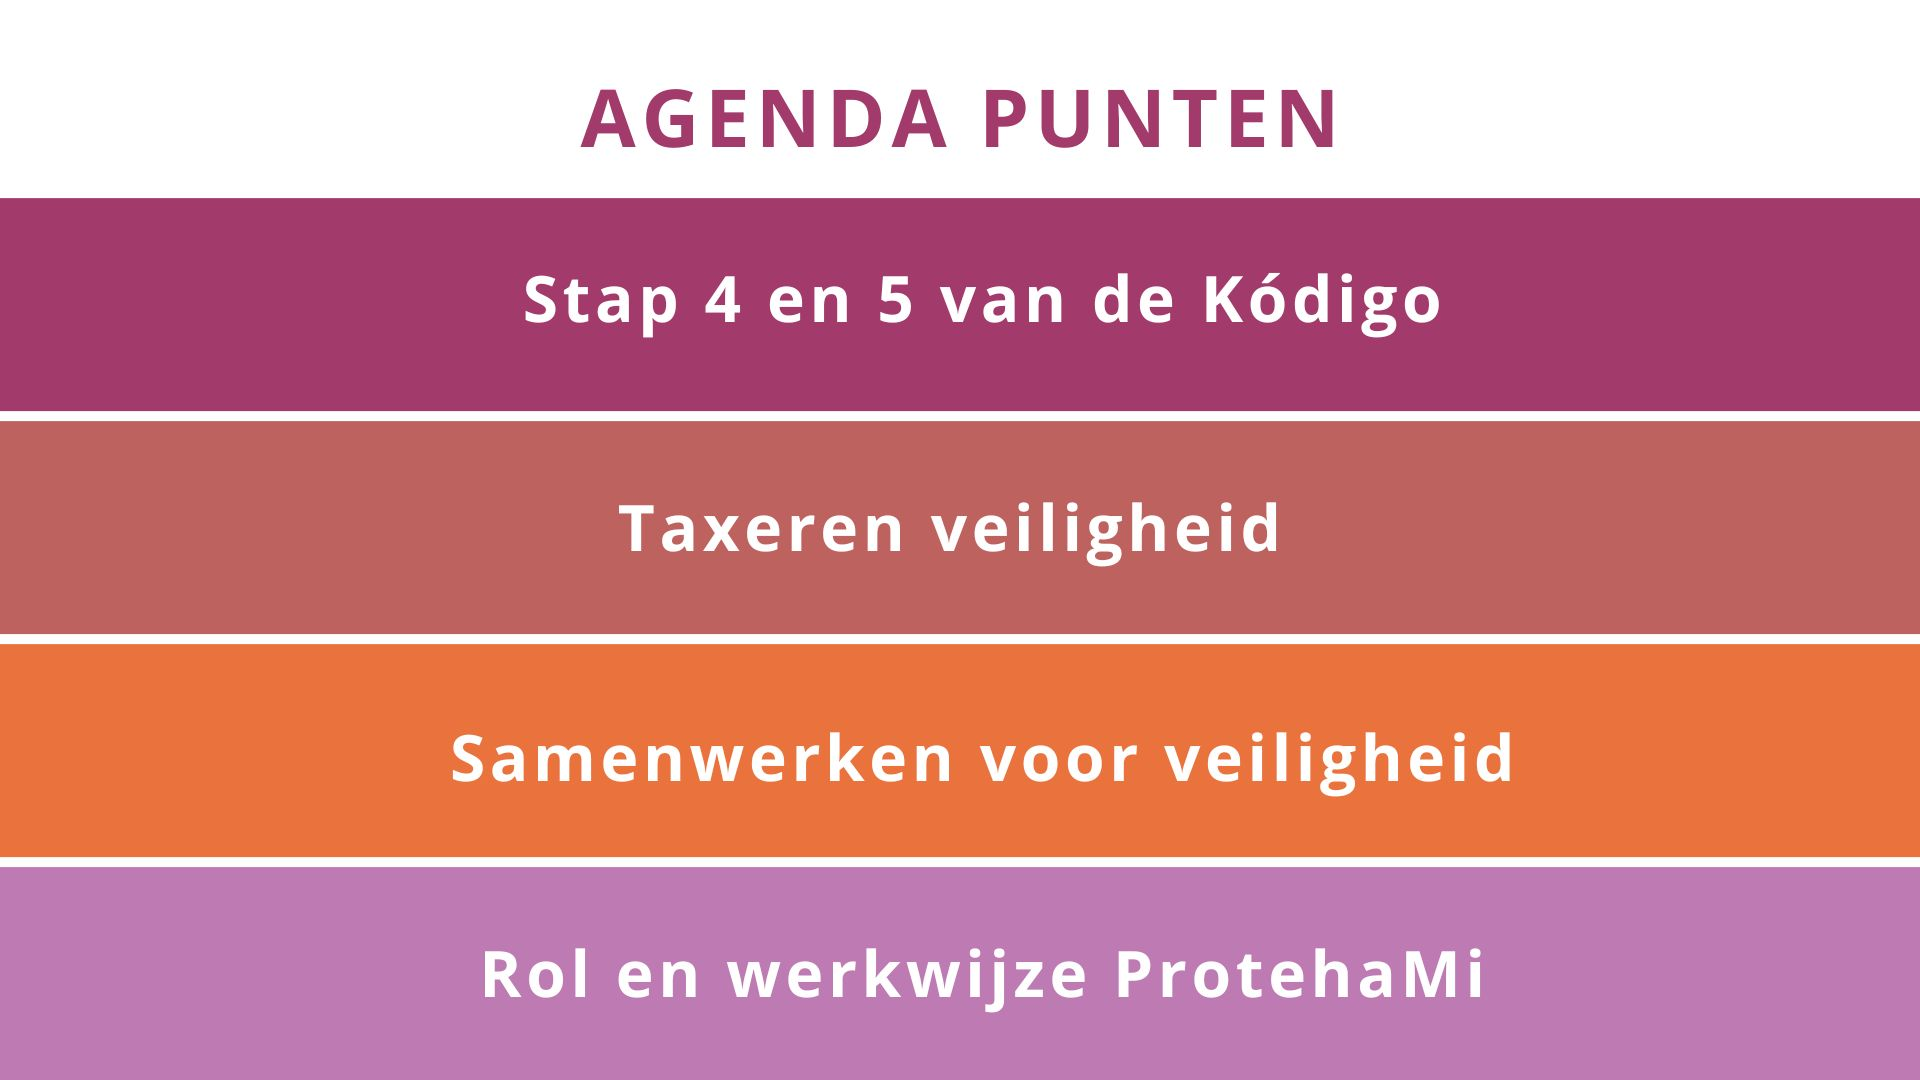 AGENDA PUNTEN
Stap 4 en 5 van de Kódigo
Taxeren veiligheid
Samenwerken voor veiligheid
Rol en werkwijze ProtehaMi